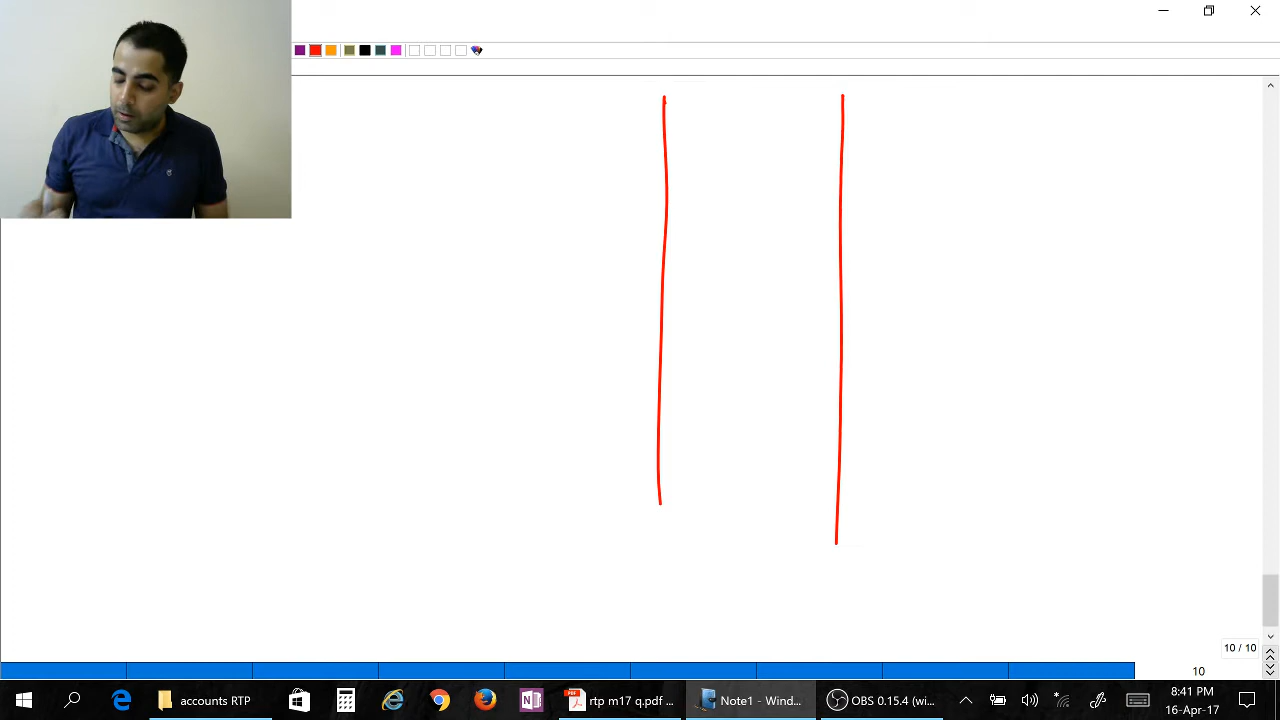 10 / 10
10
accounts RTP
rtp m17 q.pdf ...
Note1 - Wind...
OBS 0.15.4 (wi...
8:41 PM
16-Apr-17